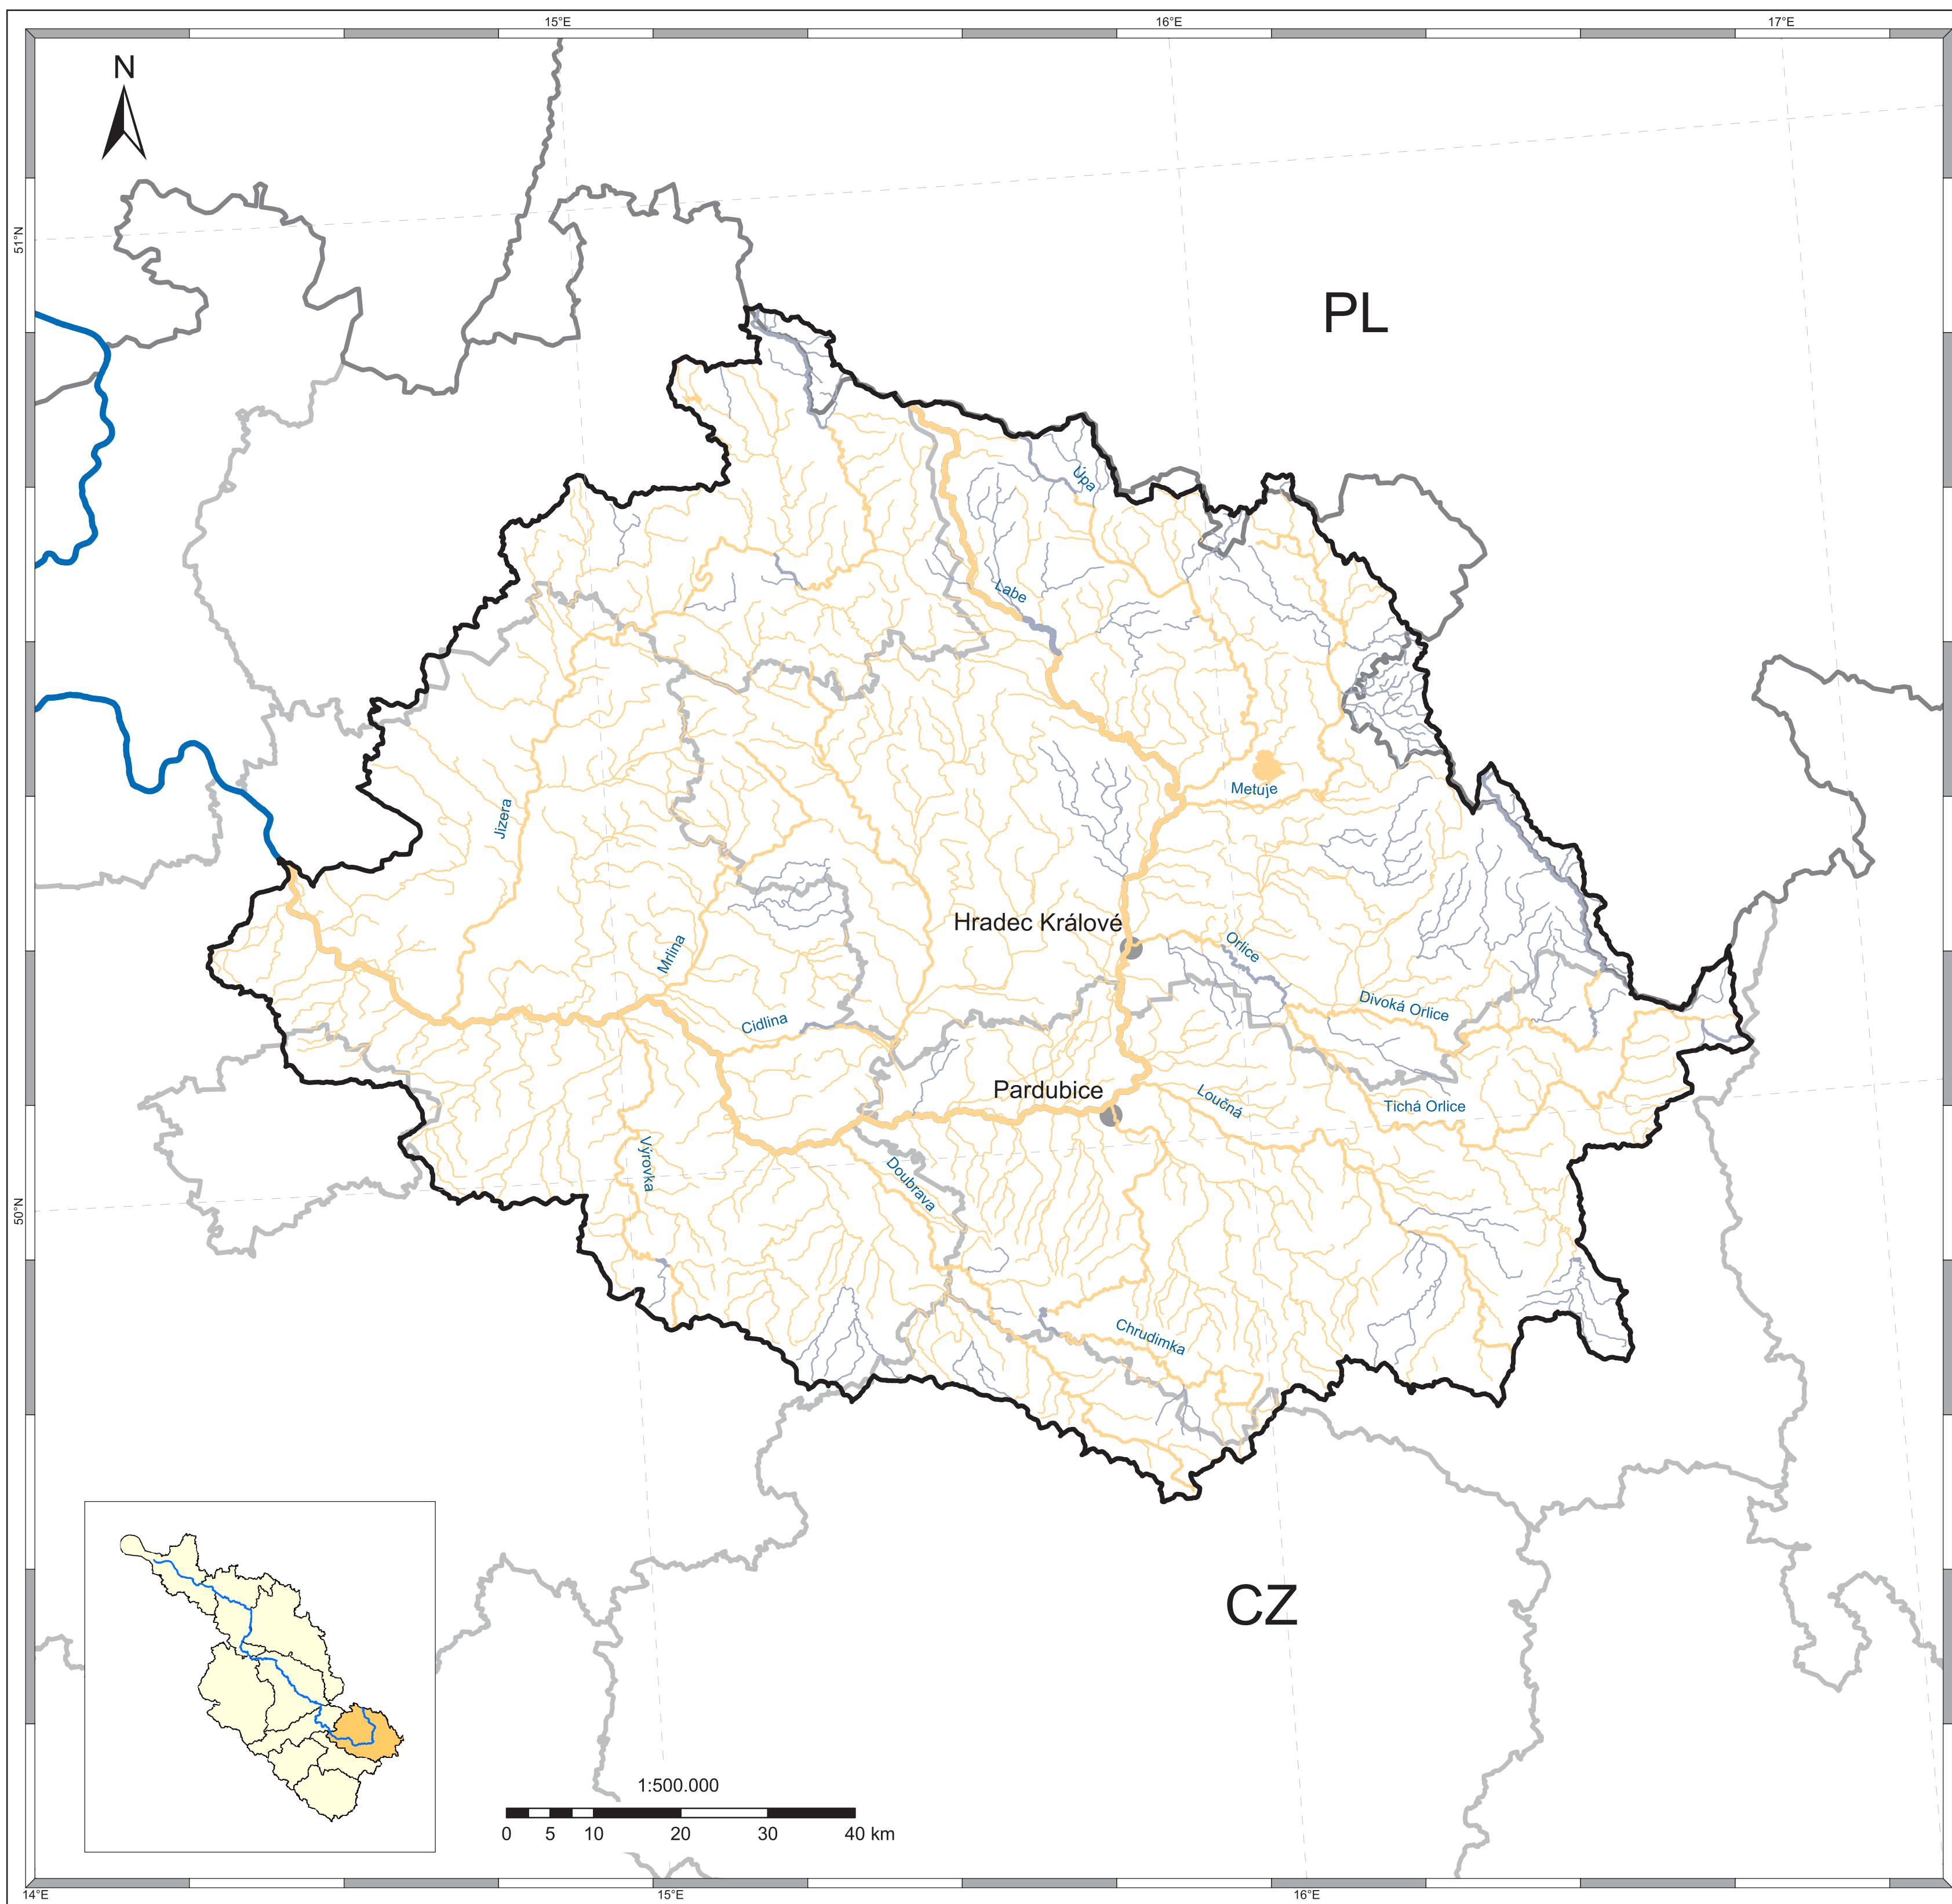 15°E
16°E
17°E
N
51°N
PL
Úpa
Labe
Metuje
Jizera
Hradec Králové
Mrlina
Orlice
Cidlina
Divoká Orlice
Pardubice
Loučná
Tichá Orlice
Výrovka
Doubrava
50°N
Chrudimka
CZ
1:500.000
0 5 10 20 30 40 km
14°E
15°E
16°E